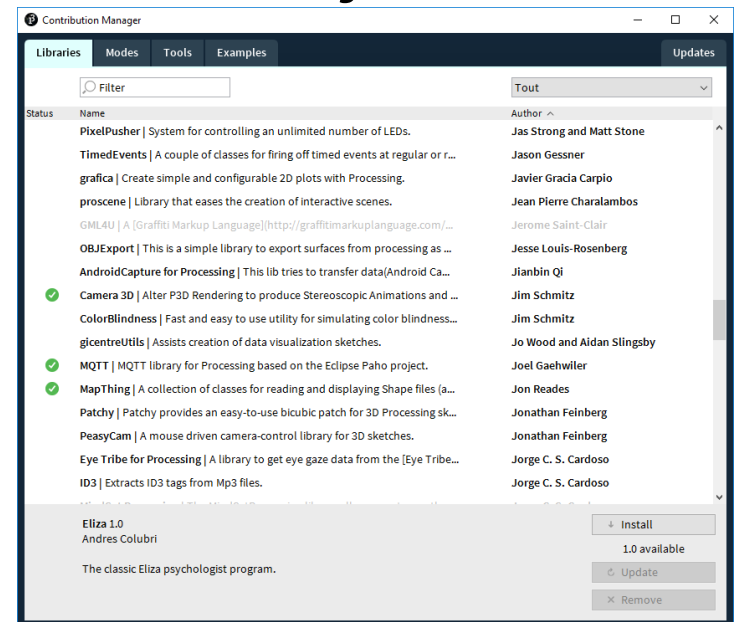 Contribution Manager
Libraries Modes Tools Examples Updates
Filter Tout
Status Name Author
PixelPusher | System for controlling an unlimited number of LEDs. Jas Strong and Matt Stone
TimedEvents | A couple of classes for firing off timed events at regular or r... Jason Gessner
grafica | Create simple and configurable 2D plots with Processing. Javier Gracia Carpio
proscene | Library that eases the creation of interactive scenes. Jean Pierre Charalambos
GML4U | A [Graffiti Markup Language](http://graffitimarkuplanguage.com/... Jerome Saint-Clair
OBJExport | This is a simple library to export surfaces from processing as ... Jesse Louis-Rosenberg
AndroidCapture for Processing | This lib tries to transfer data(Android Ca... Jianbin Qi
Camera 3D | Alter P3D Rendering to produce Stereoscopic Animations and ... Jim Schmitz
ColorBlindness | Fast and easy to use utility for simulating color blindness... Jim Schmitz
gicentreUtils | Assists creation of data visualization sketches. Jo Wood and Aidan Slingsby
MQTT | MQTT library for Processing based on the Eclipse Paho project. Joel Gaehwiler
MapThing | A collection of classes for reading and displaying Shape files (a... Jon Reades
Patchy | Patchy provides an easy-to-use bicubic patch for 3D Processing sk... Jonathan Feinberg
PeasyCam | A mouse driven camera-control library for 3D sketches. Jonathan Feinberg
Eye Tribe for Processing | A library to get eye gaze data from the [Eye Tribe... Jorge C. S. Cardoso
ID3 | Extracts ID3 tags from Mp3 files. Jorge C. S. Cardoso
Eliza 1.0 Install
Andres Colubri
1.0 available
The classic Eliza psychologist program. Update
Remove